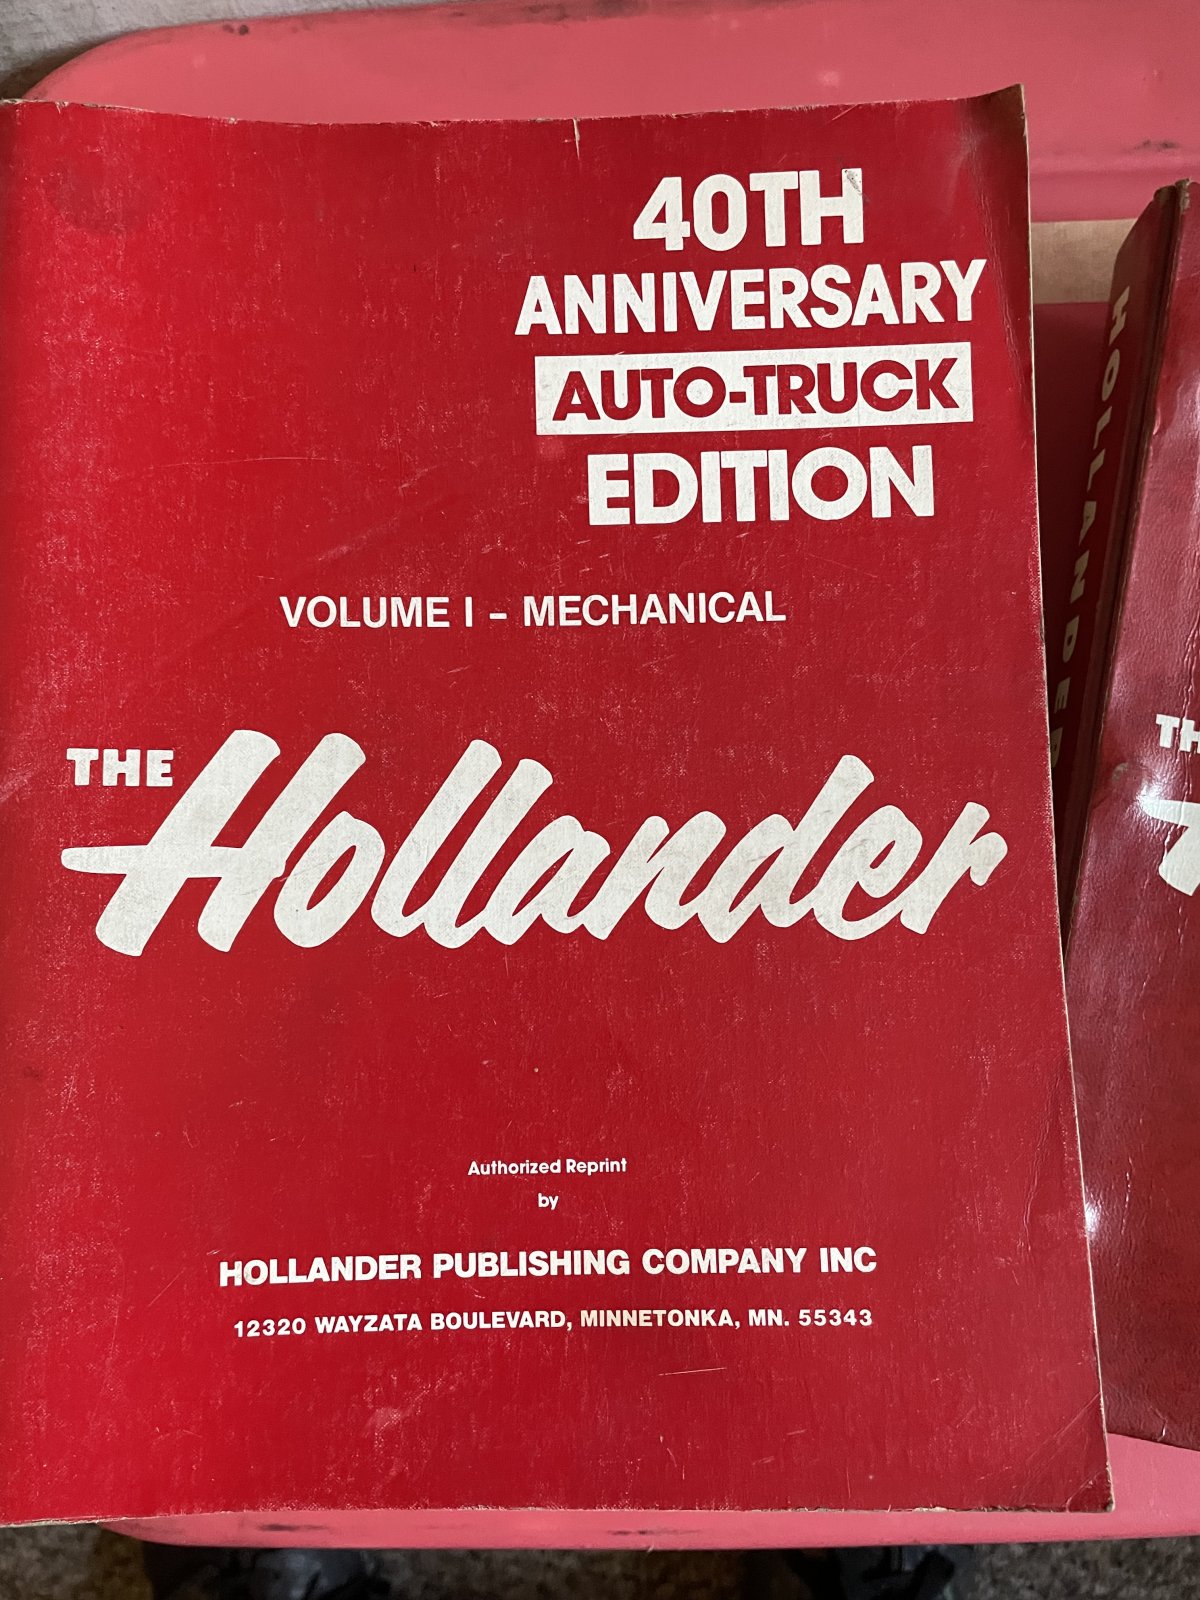 40TH
ANNIVERSARY
AUTO-TRUCK
EDITION
VOLUME I - MECHANICAL
THE
Hollander
Authorized Reprint
by
HOLLANDER PUBLISHING COMPANY INC
12320 WAYZATA BOULEVARD, MINNETONKA, MN. 55343
HOLLANDER